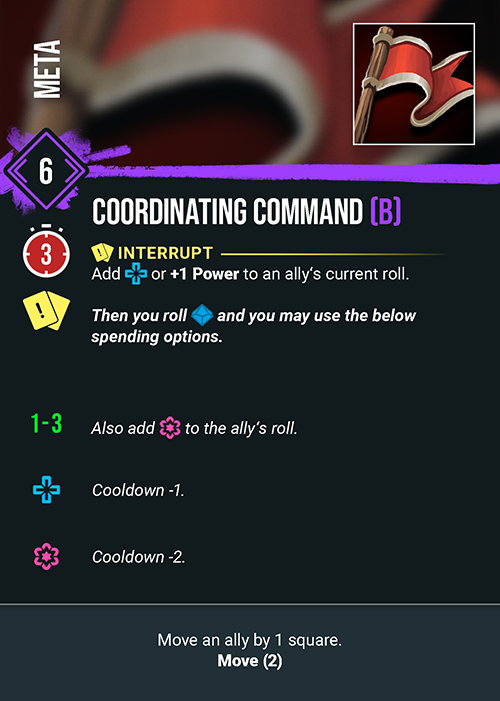 META
6
COORDINATING COMMAND (B)
3
! INTERRUPT
Add or +1 Power to an ally‘s current roll.
!
Then you roll and you may use the below
spending options.
1-3
Also add to the ally’s roll.
Cooldown -1.
Cooldown -2.
Move an ally by 1 square.
Move (2)